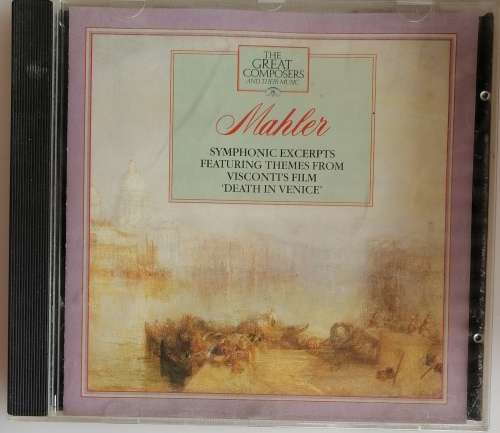 THE
GREAT
COMPOSERS
AND THEIR MUSIC
Mahler
SYMPHONIC EXCERPTS
FEATURING THEMES FROM
VISCONTI'S FILM
‘DEATH IN VENICE’